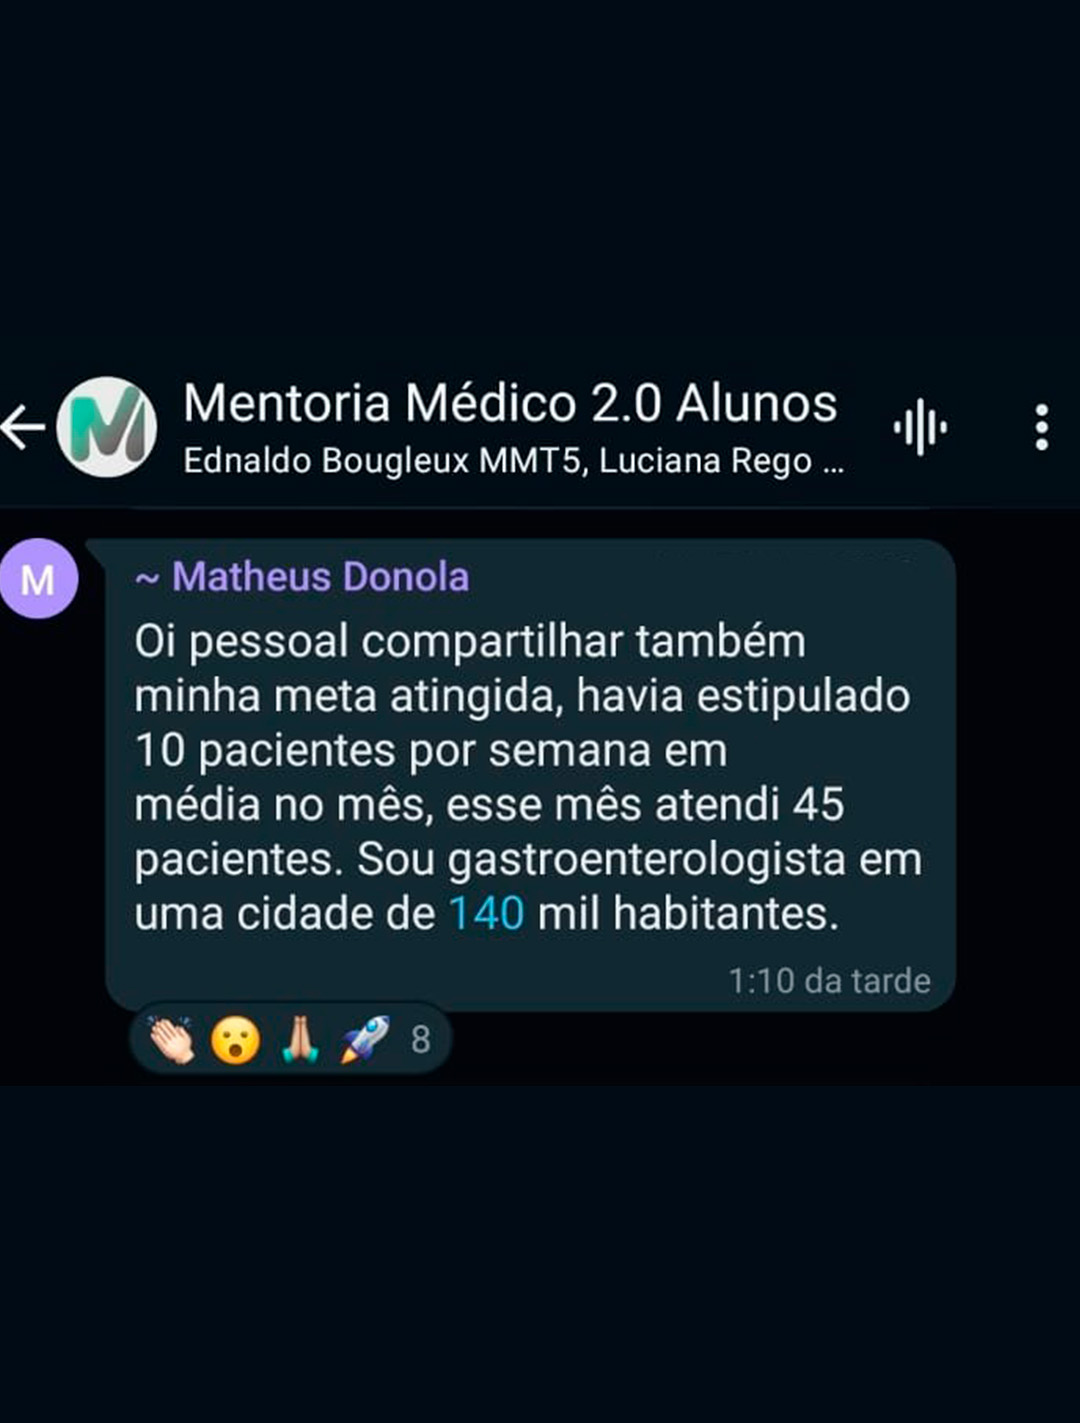 Mentoria Médico 2.0 Alunos
Ednaldo Bougleux MMT5, Luciana Rego ...
M
M
~ Matheus Donola
Oi pessoal compartilhar também
minha meta atingida, havia estipulado
10 pacientes por semana em
média no mês, esse mês atendi 45
pacientes. Sou gastroenterologista em
uma cidade de 140 mil habitantes.
1:10 da tarde
👏🏻 😮 🙏🏼 🚀 8